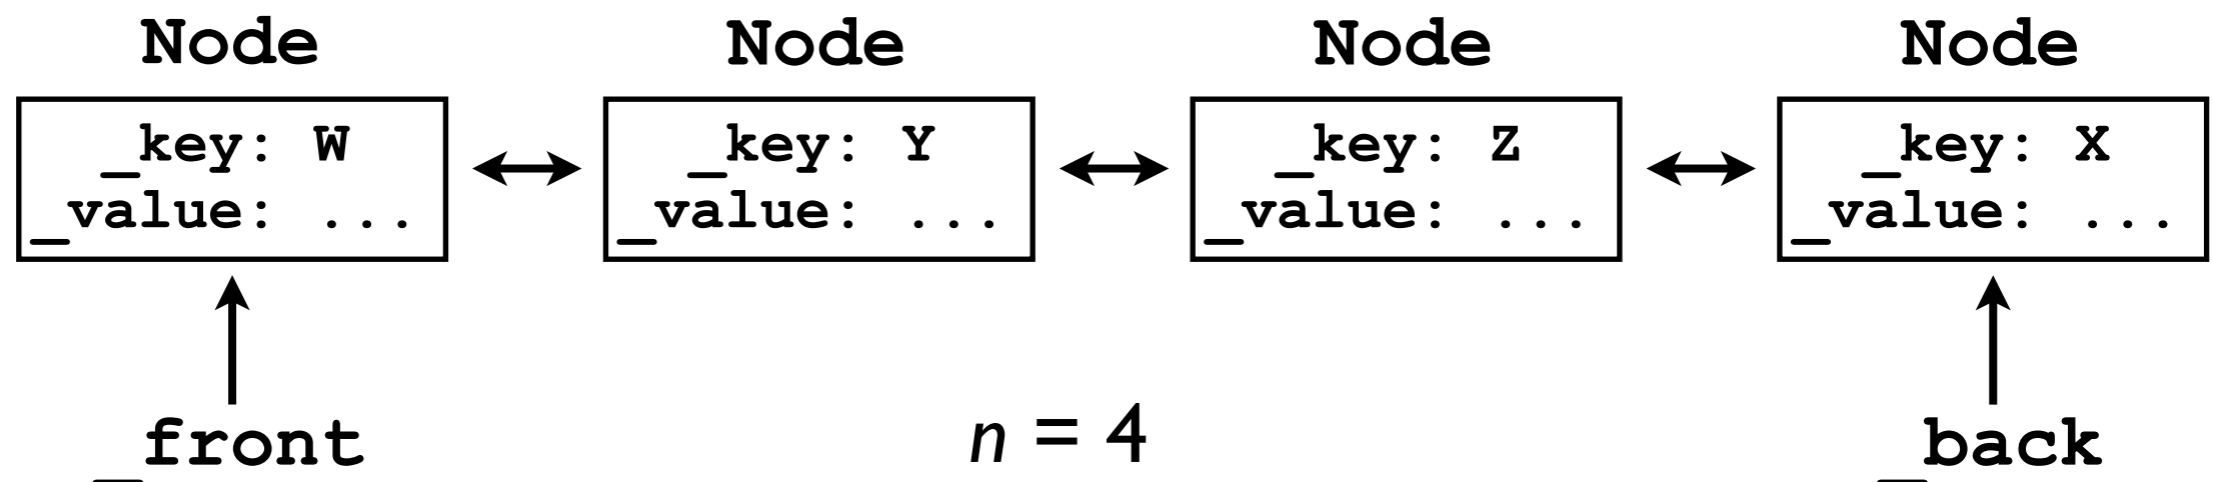 Node Node Node Node
_key: W _key: Y _key: Z _key: X
_value: ... _value: ... _value: ... _value: ...
_front n = 4 _back